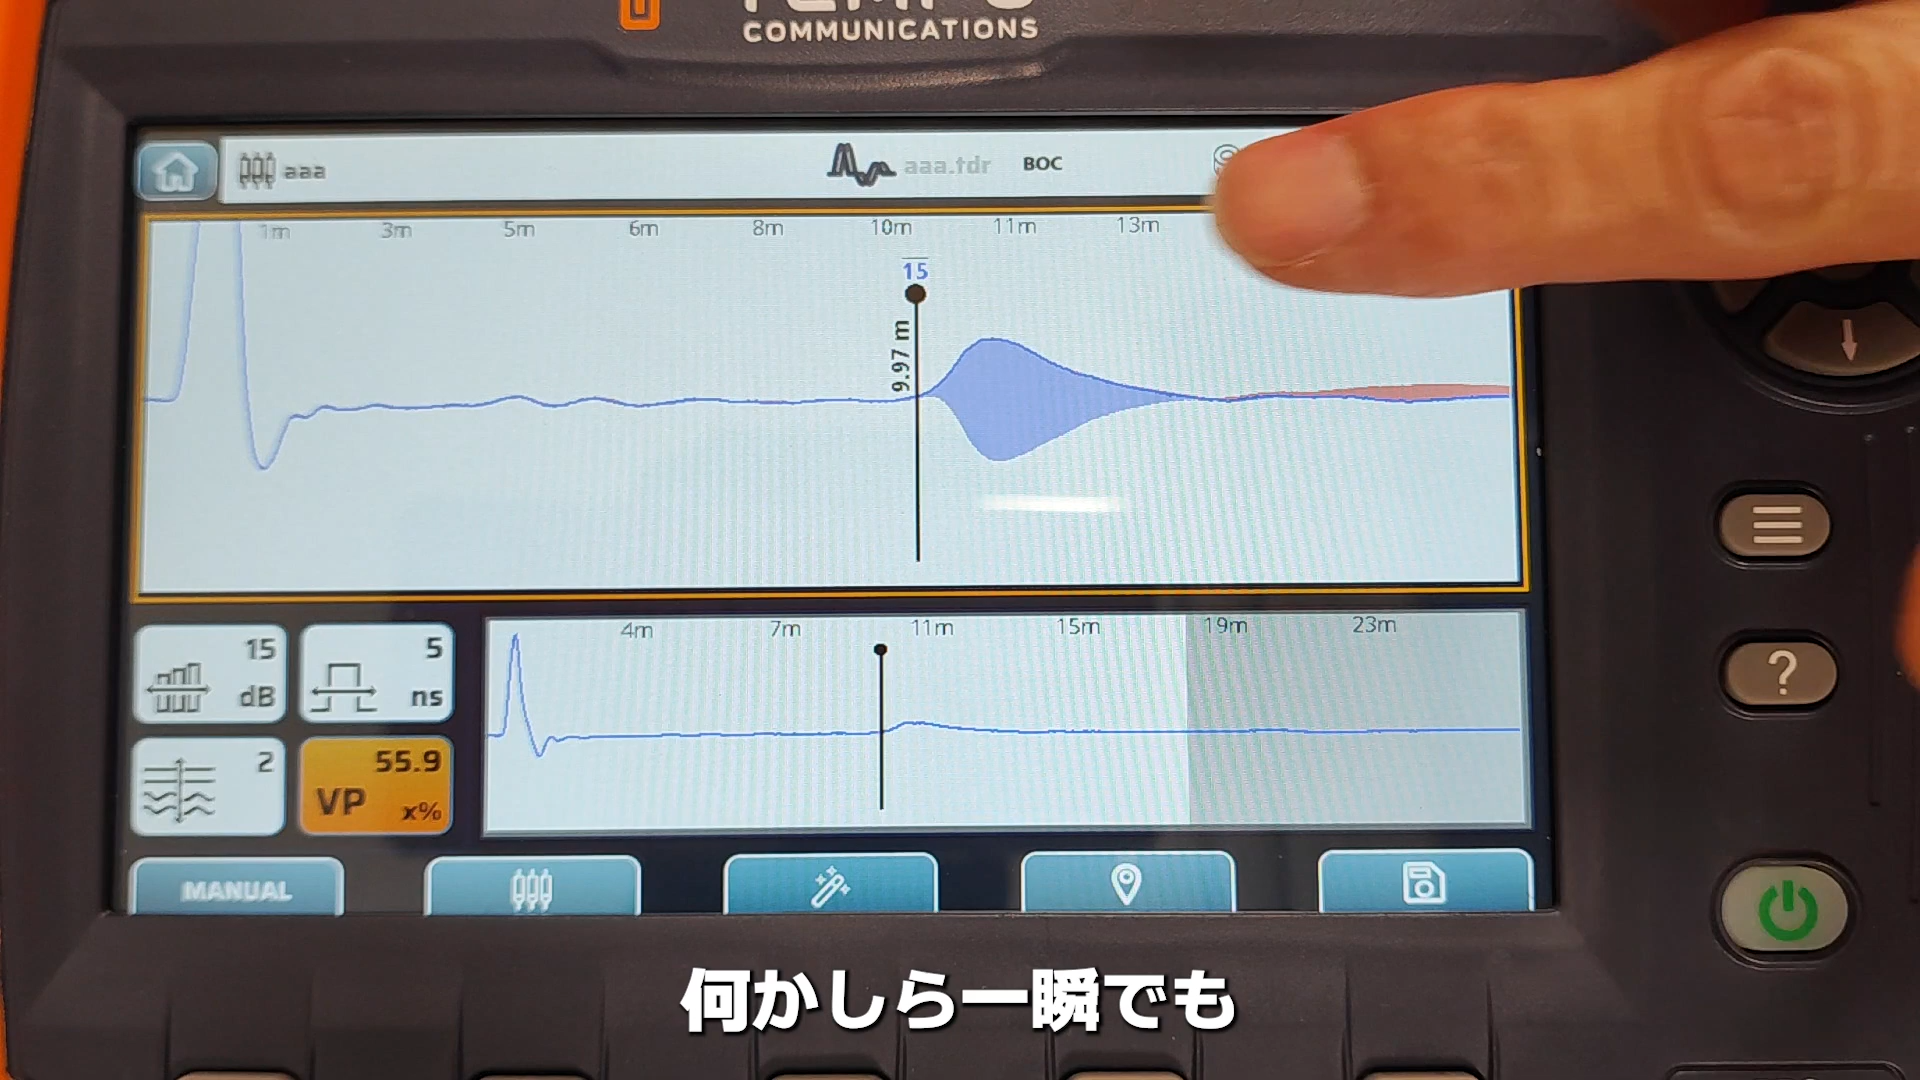 COMMUNICATIONS
aaa
aaa.tdr
BOC
1m 3m 5m 6m 8m 10m 11m 13m
15
9.97 m
4m 7m 11m 15m 19m 23m
15
dB
5
ns
2
55.9
VP x%
MANUAL
?
何かしら一瞬でも